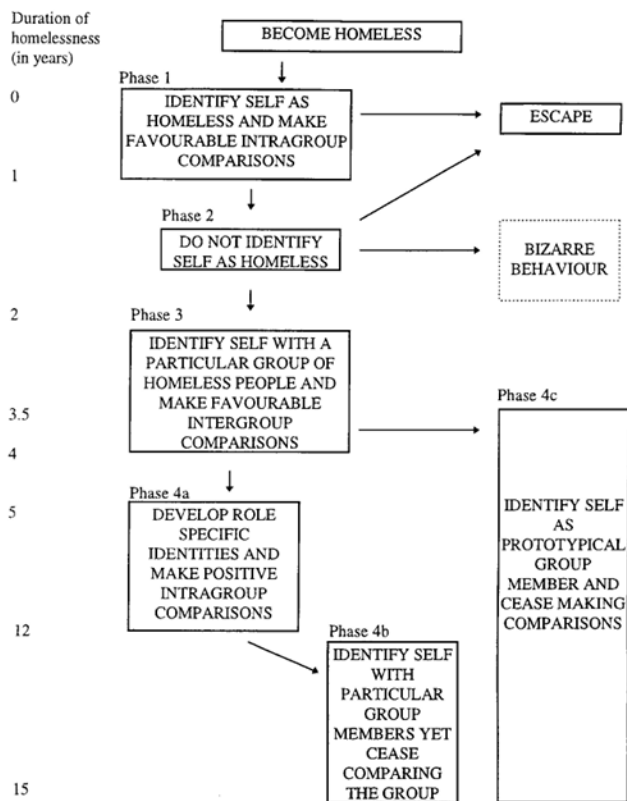 Duration of
homelessness
(in years)
BECOME HOMELESS
Phase 1
0
IDENTIFY SELF AS
HOMELESS AND MAKE
FAVOURABLE INTRAGROUP
COMPARISONS
ESCAPE
1
Phase 2
DO NOT IDENTIFY
SELF AS HOMELESS
BIZARRE
BEHAVIOUR
2
Phase 3
IDENTIFY SELF WITH A
PARTICULAR GROUP OF
HOMELESS PEOPLE AND
MAKE FAVOURABLE
INTERGROUP
COMPARISONS
3.5
4
Phase 4c
IDENTIFY SELF
AS
PROTOTYPICAL
GROUP
MEMBER AND
CEASE MAKING
COMPARISONS
Phase 4a
5
DEVELOP ROLE
SPECIFIC
IDENTITIES AND
MAKE POSITIVE
INTRAGROUP
COMPARISONS
12
Phase 4b
IDENTIFY SELF
WITH
PARTICULAR
GROUP
MEMBERS YET
CEASE
COMPARING
THE GROUP
15